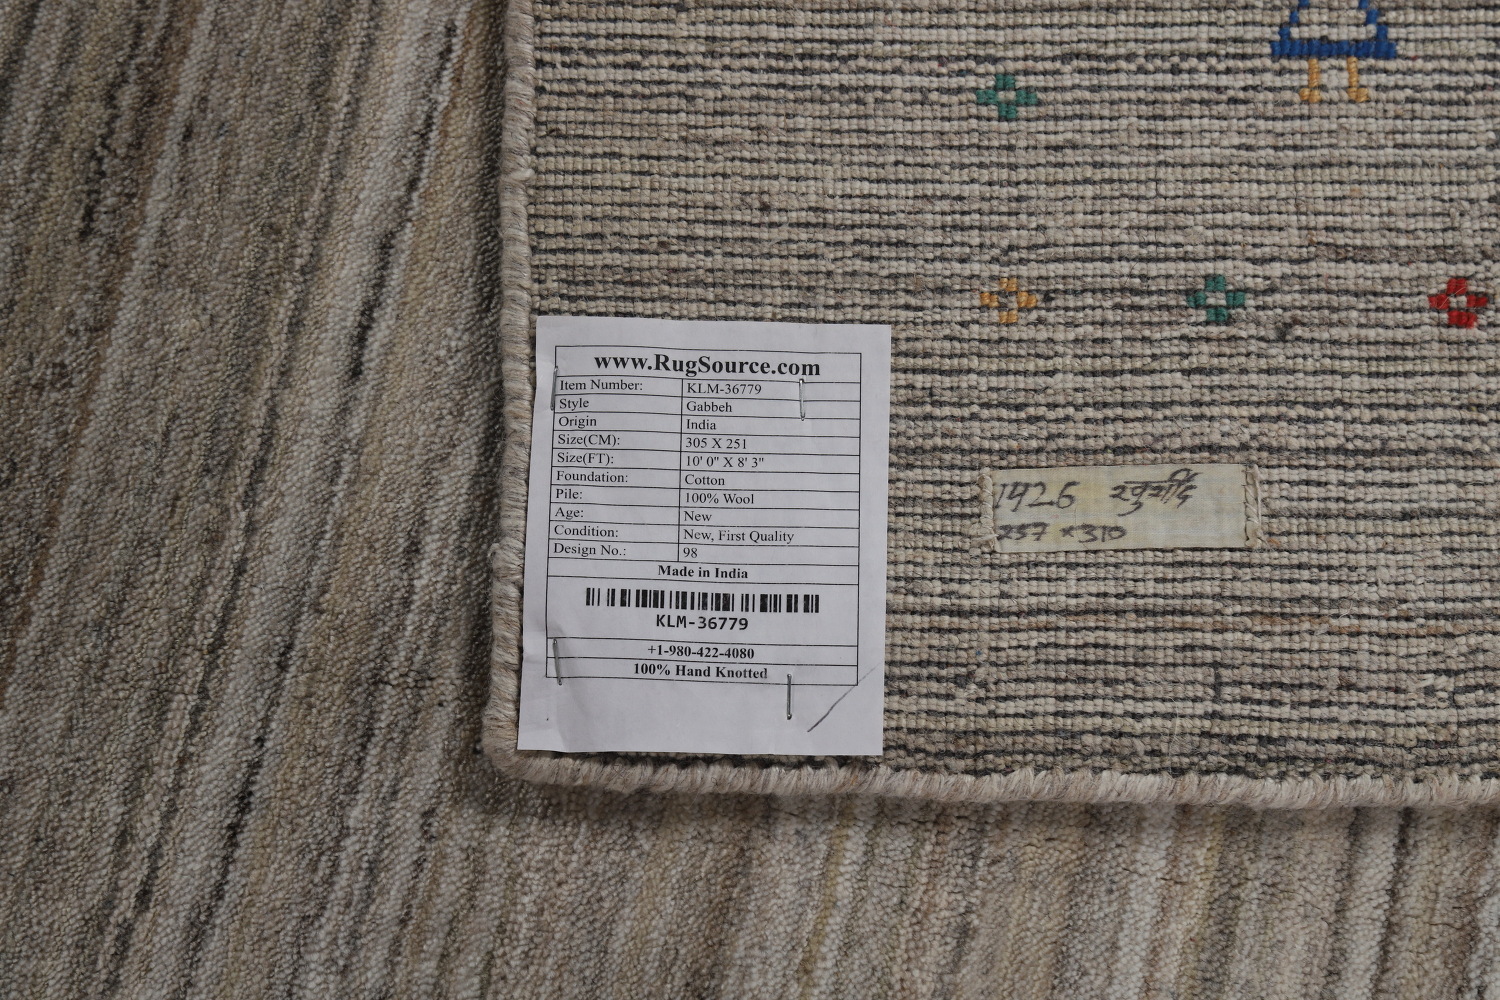 www.RugSource.com
Item Number: KLM-36779
Style Gabbeh
Origin India
Size(CM): 305 X 251
Size(FT): 10' 0" X 8' 3"
Foundation: Cotton
Pile: 100% Wool
Age: New
Condition: New, First Quality
Design No.: 98
Made in India
KLM-36779
+1-980-422-4080
100% Hand Knotted
1426 खुर्शीद
257 x 310